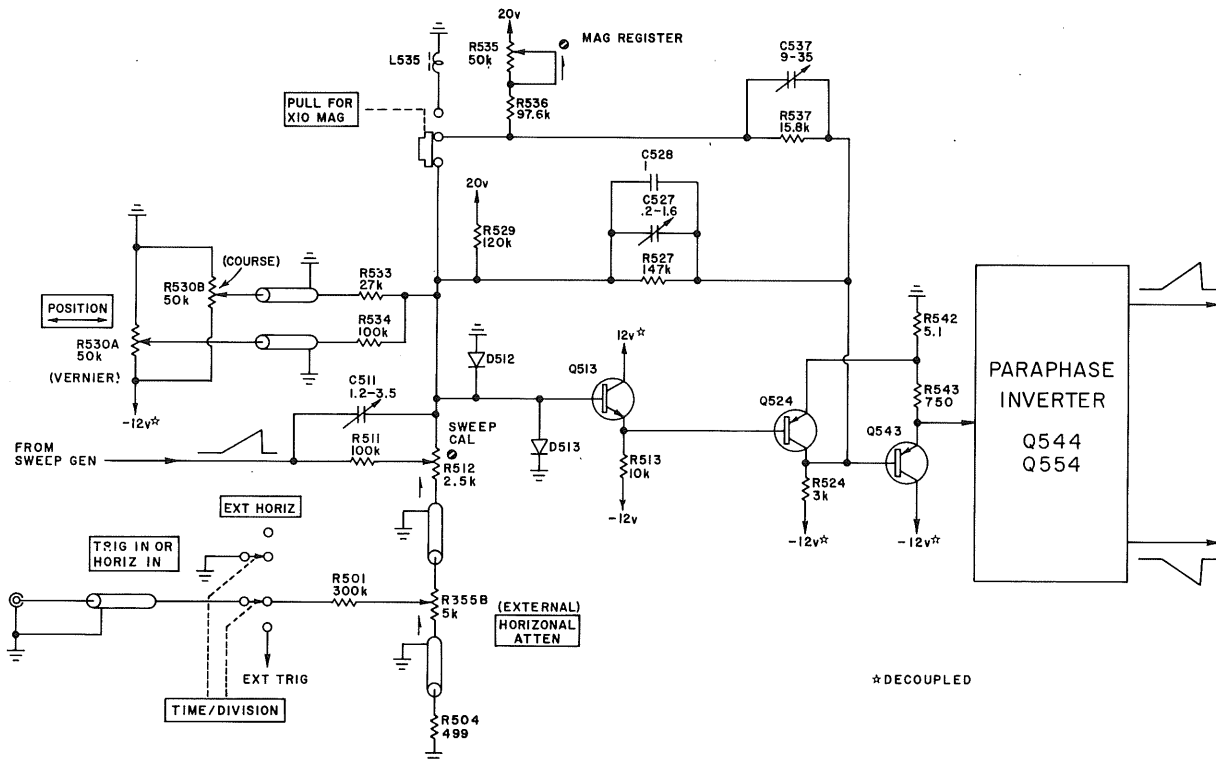 20v
R535
50k
MAG REGISTER
L535
R536
97.6k
C537
9-35
R537
15.8k
PULL FOR
X10 MAG
20v
R529
120k
C528
1
C527
.2-1.6
R527
147k
(COURSE)
R530B
50k
R533
27k
POSITION
R530A
50k
(VERNIER)
R534
100k
-12v☆
D512
C511
1.2-3.5
12v☆
Q513
R542
5.1
R543
750
Q524
Q543
PARAPHASE
INVERTER
Q544
Q554
FROM
SWEEP GEN
R511
100k
SWEEP
CAL
R512
2.5k
D513
R513
10k
-12v
R524
3k
-12v☆
-12v☆
EXT HORIZ
TRIG IN OR
HORIZ IN
R501
300k
R355B
5k
(EXTERNAL)
HORIZONAL
ATTEN
EXT TRIG
TIME/DIVISION
R504
499
☆DECOUPLED